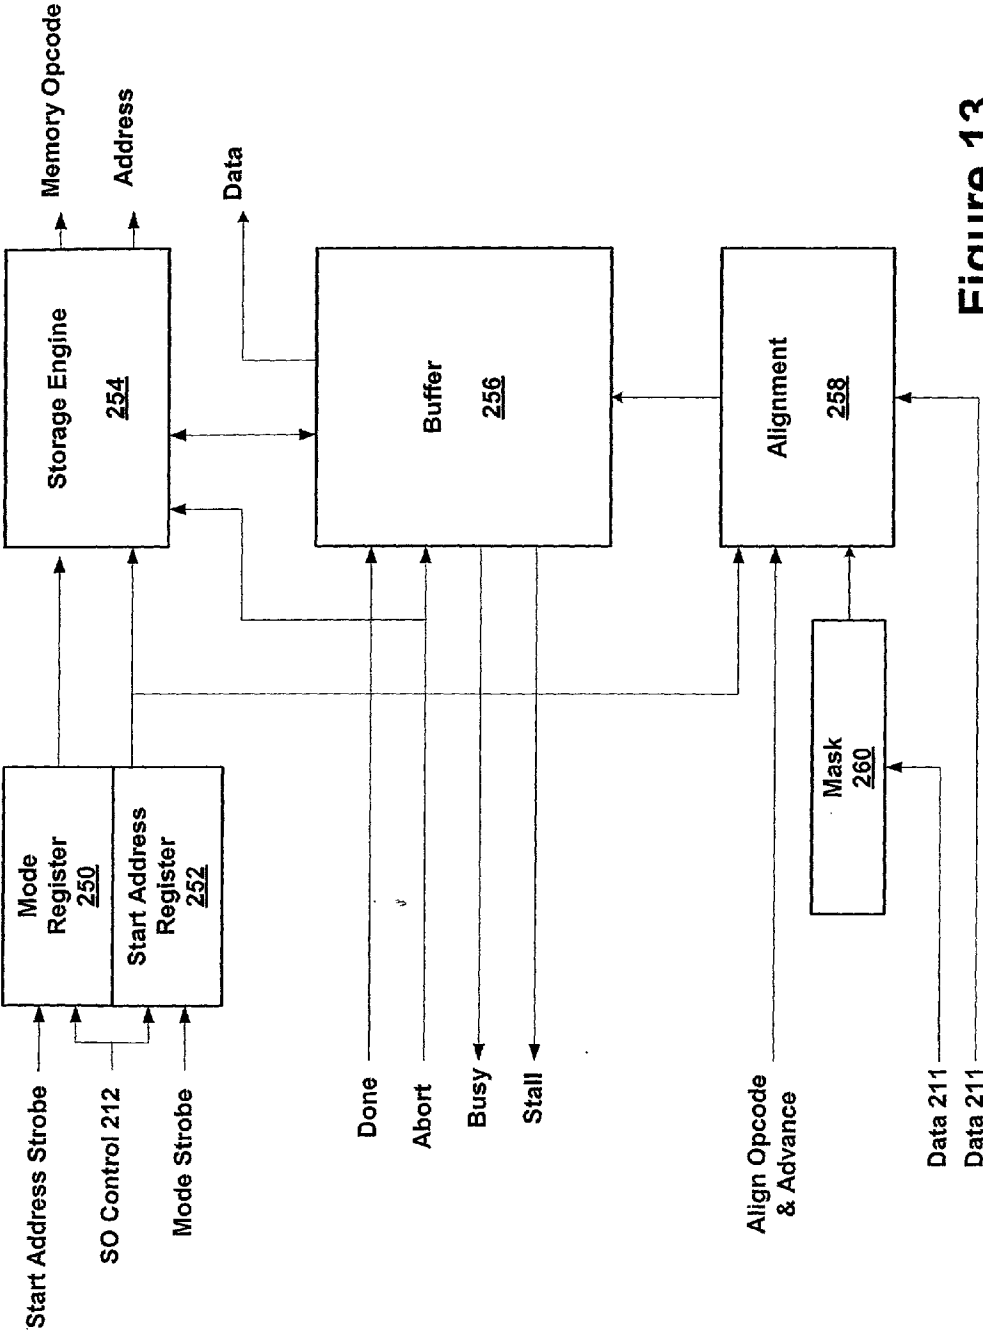 Start Address Strobe
SO Control 212
Mode Strobe
Mode
Register
250
Start Address
Register
252
Storage Engine
254
Memory Opcode
Address
Data
Done
Abort
Busy
Stall
Buffer
256
Align Opcode
& Advance
Alignment
258
Mask
260
Data 211
Data 211
Figure 13